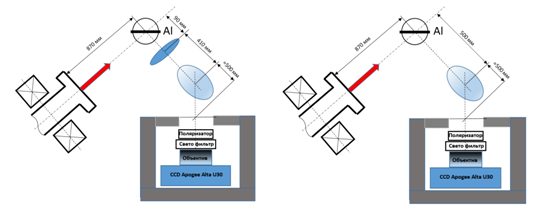 870 мм
90 мм
410 мм
≈500 мм
Al
Поляризатор
Свето фильтр
Объектив
CCD Apogee Alta U30
870 мм
500 мм
≈500 мм
Al
Поляризатор
Свето фильтр
Объектив
CCD Apogee Alta U30